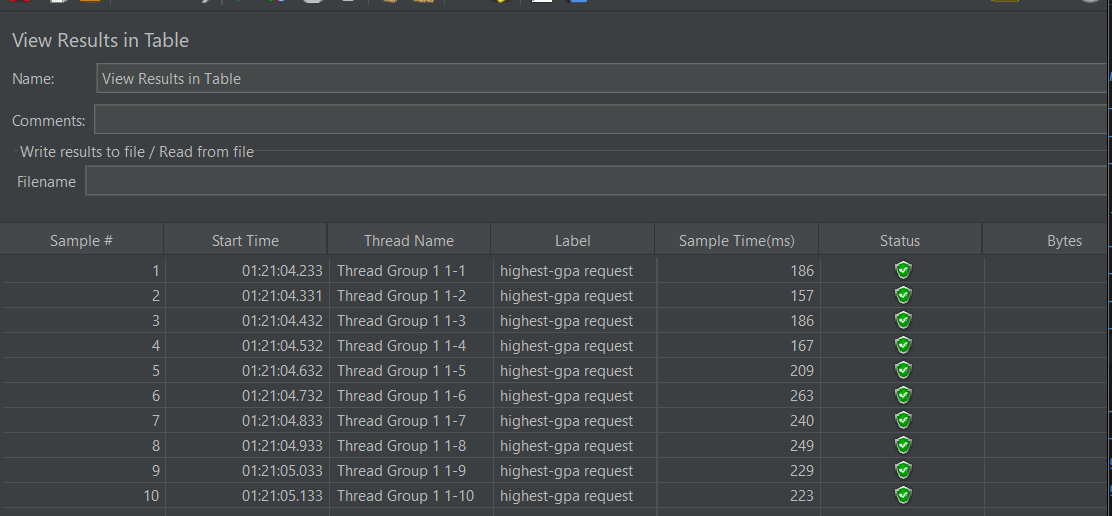 View Results in Table
Name: View Results in Table
Comments:
Write results to file / Read from file
Filename
Sample # Start Time Thread Name Label Sample Time(ms) Status Bytes
1 01:21:04.233 Thread Group 1 1-1 highest-gpa request 186
2 01:21:04.331 Thread Group 1 1-2 highest-gpa request 157
3 01:21:04.432 Thread Group 1 1-3 highest-gpa request 186
4 01:21:04.532 Thread Group 1 1-4 highest-gpa request 167
5 01:21:04.632 Thread Group 1 1-5 highest-gpa request 209
6 01:21:04.732 Thread Group 1 1-6 highest-gpa request 263
7 01:21:04.833 Thread Group 1 1-7 highest-gpa request 240
8 01:21:04.933 Thread Group 1 1-8 highest-gpa request 249
9 01:21:05.033 Thread Group 1 1-9 highest-gpa request 229
10 01:21:05.133 Thread Group 1 1-10 highest-gpa request 223